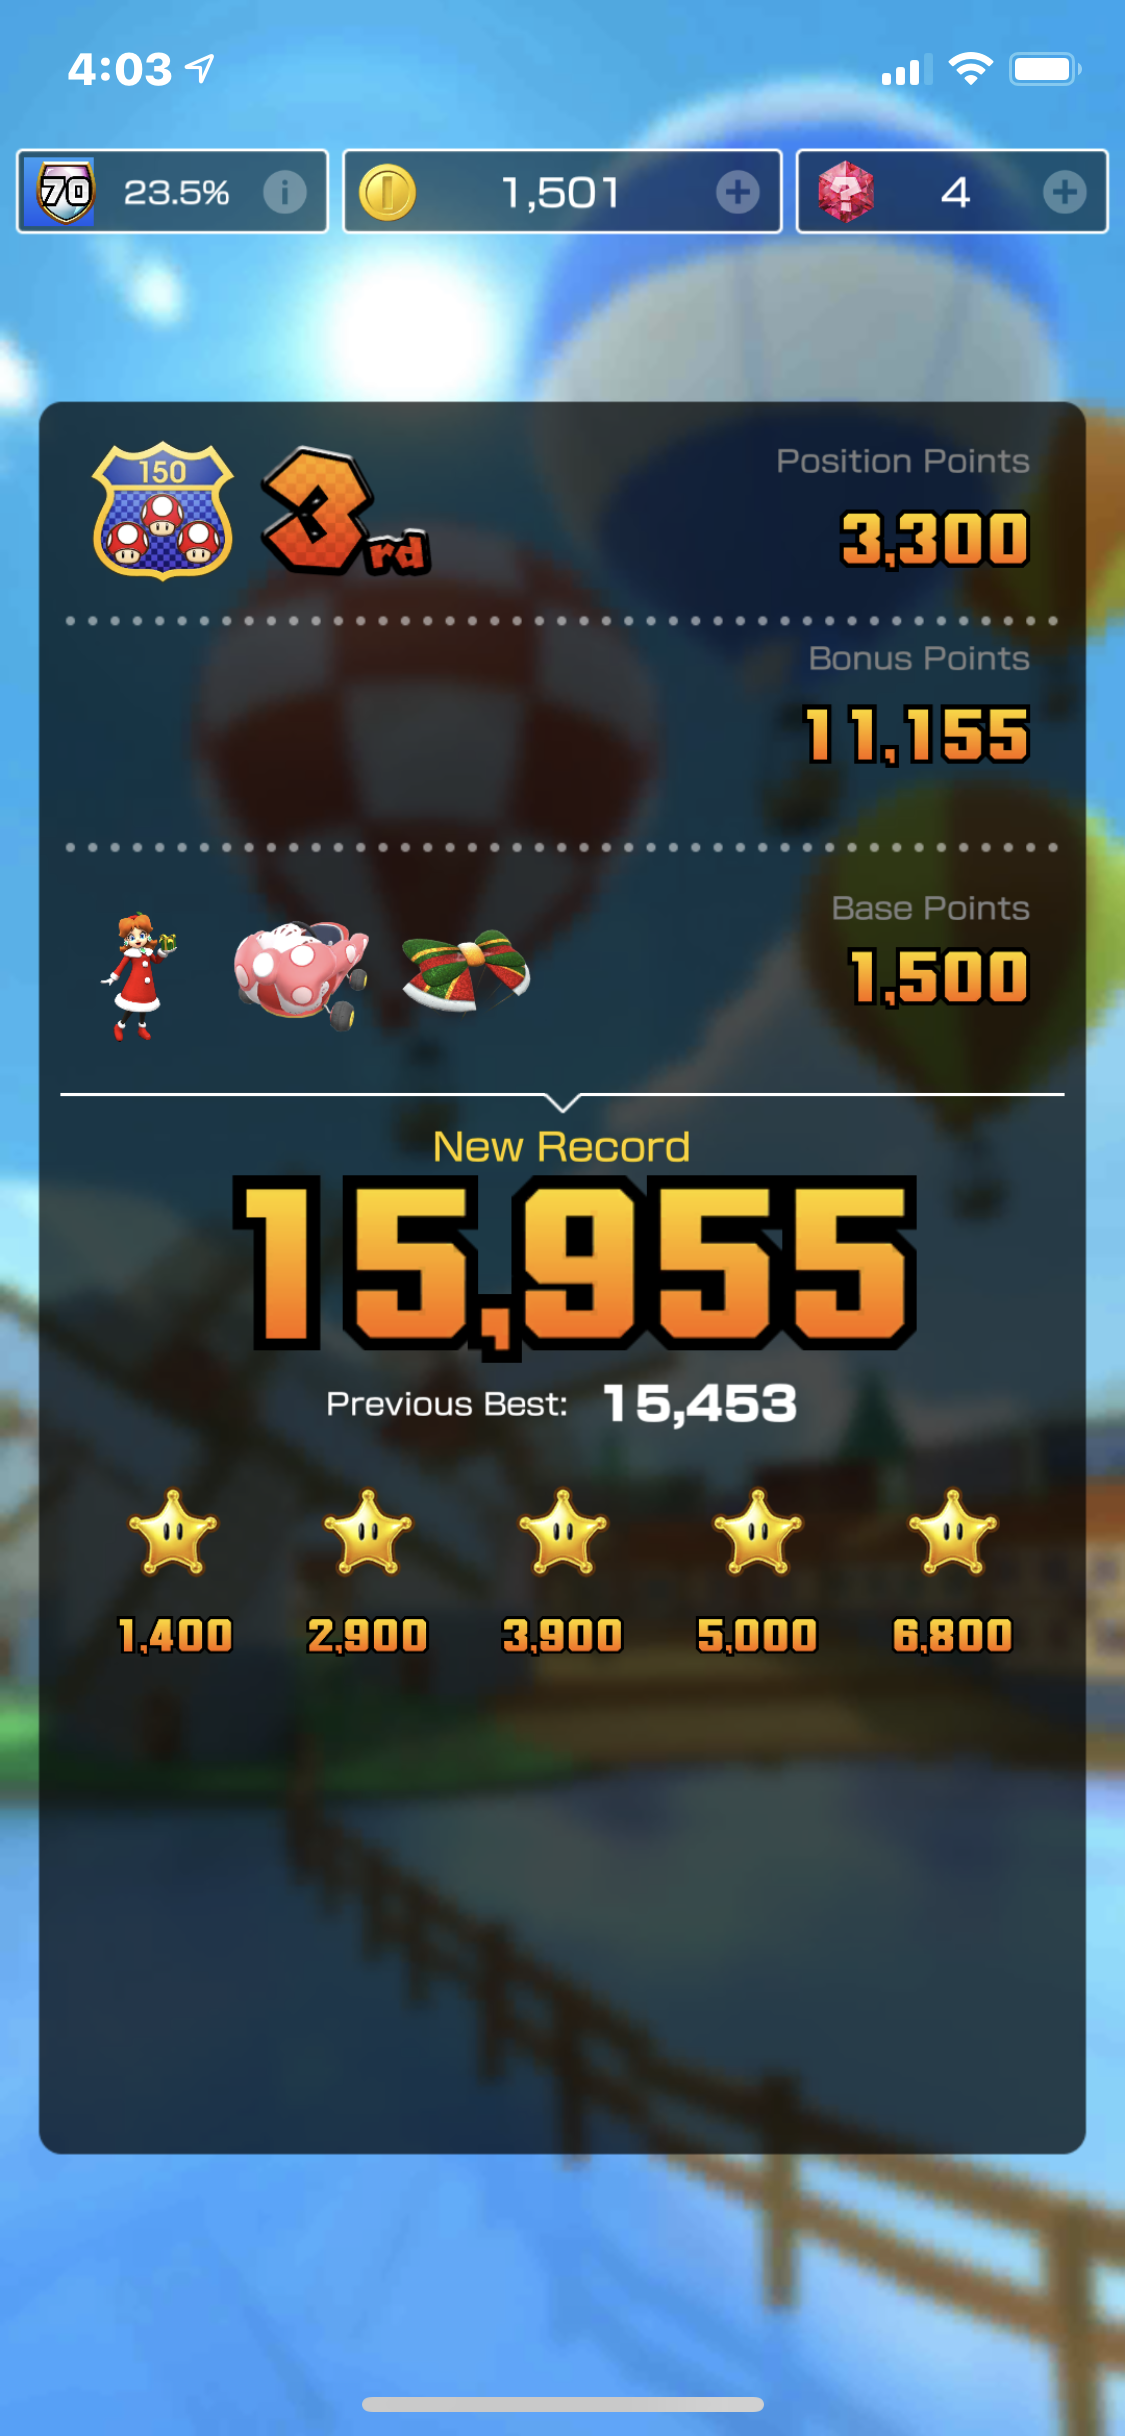 4:03
70 23.5% i 1,501 + 4 +
150 3rd Position Points
3,300
Bonus Points
11,155
Base Points
1,500
New Record
15,955
Previous Best: 15,453
1,400 2,900 3,900 5,000 6,800